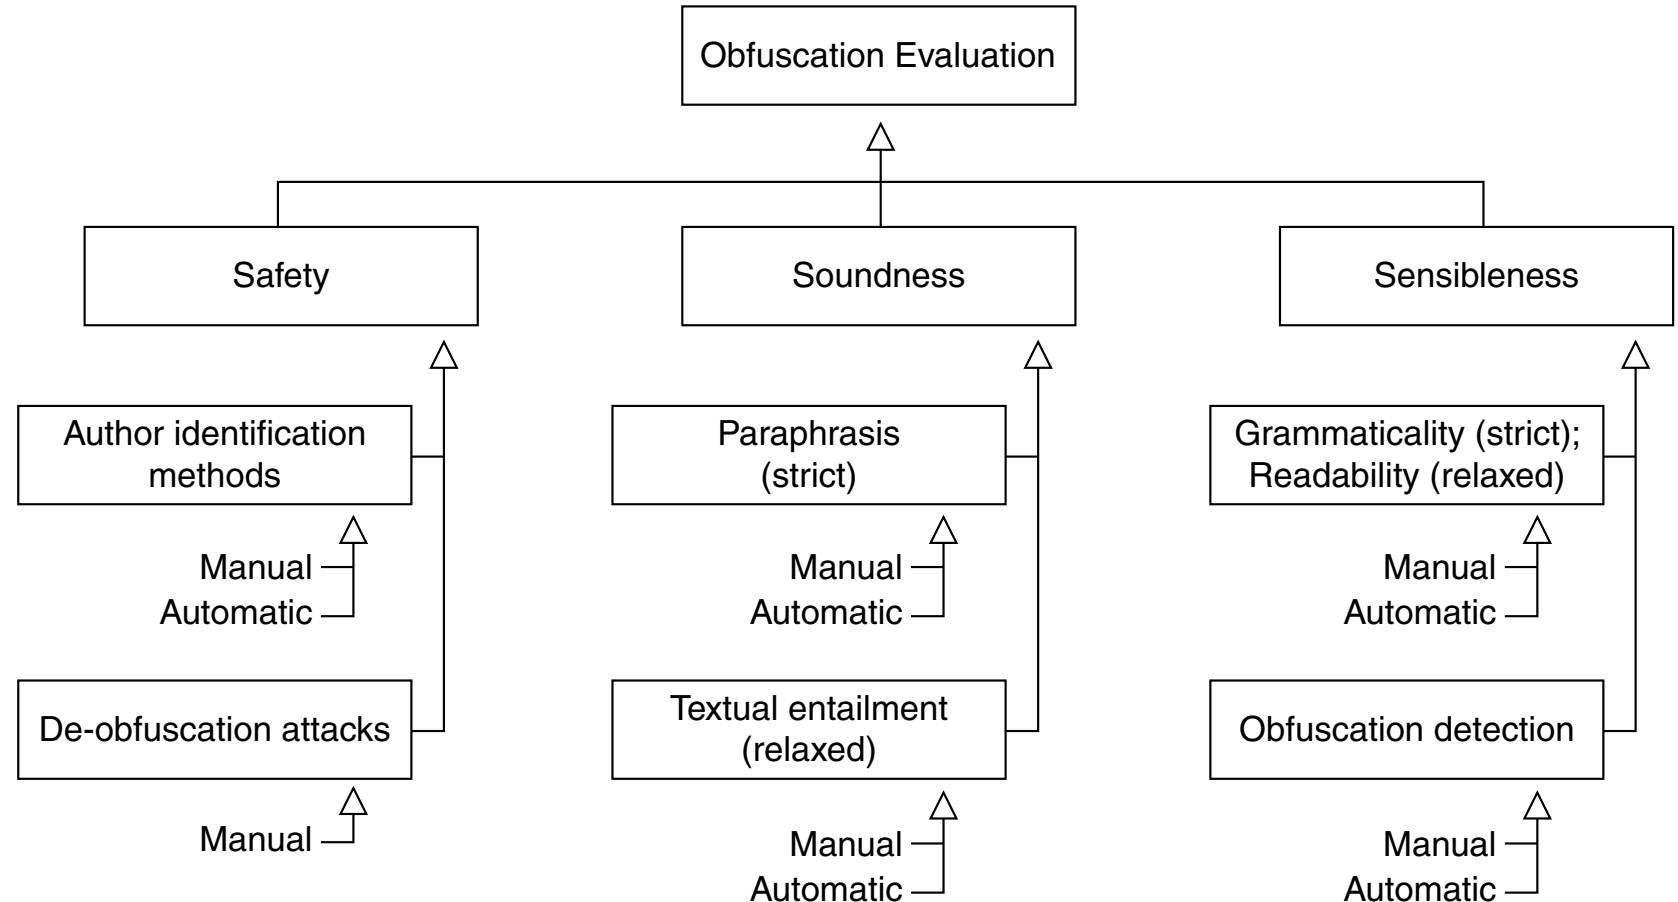 Obfuscation Evaluation
Safety
Soundness
Sensibleness
Author identification
methods
Manual
Automatic
De-obfuscation attacks
Manual
Paraphrasis
(strict)
Manual
Automatic
Textual entailment
(relaxed)
Manual
Automatic
Grammaticality (strict);
Readability (relaxed)
Manual
Automatic
Obfuscation detection
Manual
Automatic